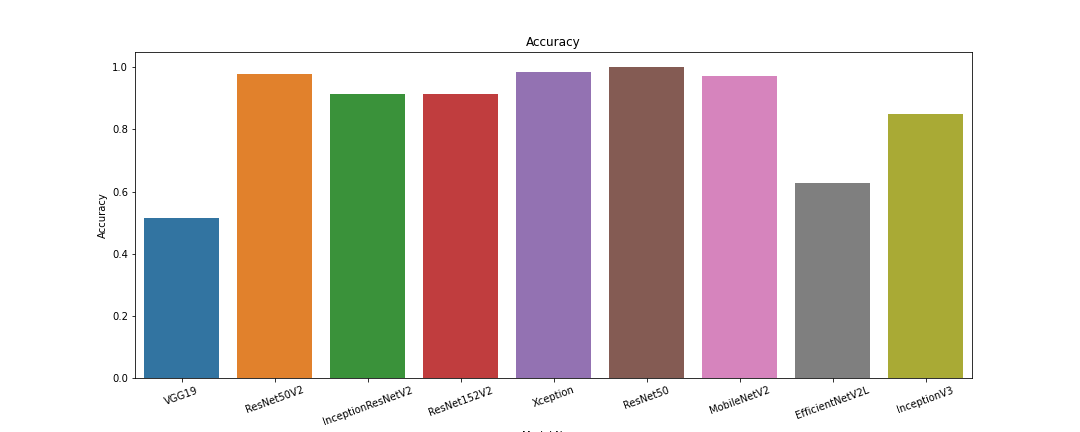 Accuracy
1.0
0.8
0.6
0.4
0.2
0.0
Accuracy
VGG19
ResNet50V2
InceptionResNetV2
ResNet152V2
Xception
ResNet50
MobileNetV2
EfficientNetV2L
InceptionV3